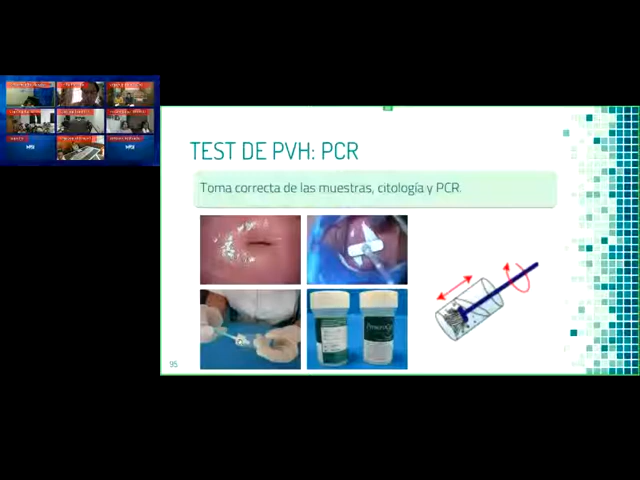 TEST DE PVH: PCR
Toma correcta de las muestras, citología y PCR.
95